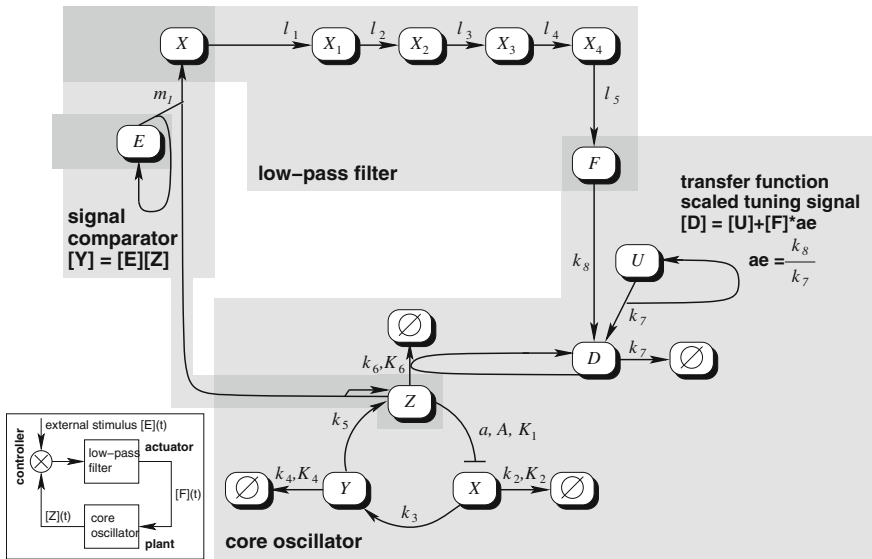 X l₁ X₁ l₂ X₂ l₃ X₃ l₄ X₄
m₁
l₅
E
F
low−pass filter
transfer function
scaled tuning signal
[D] = [U]+[F]*ae
signal
comparator
[Y] = [E][Z]
k₈
U
ae = k₈
k₇
k₇
∅
D
k₇
∅
k₆,K₆
Z
k₅
a, A, K₁
∅
k₄,K₄
Y
X
k₂,K₂
∅
k₃
core oscillator
external stimulus [E](t)
controller
low−pass
filter
actuator
[F](t)
[Z](t)
core
oscillator
plant